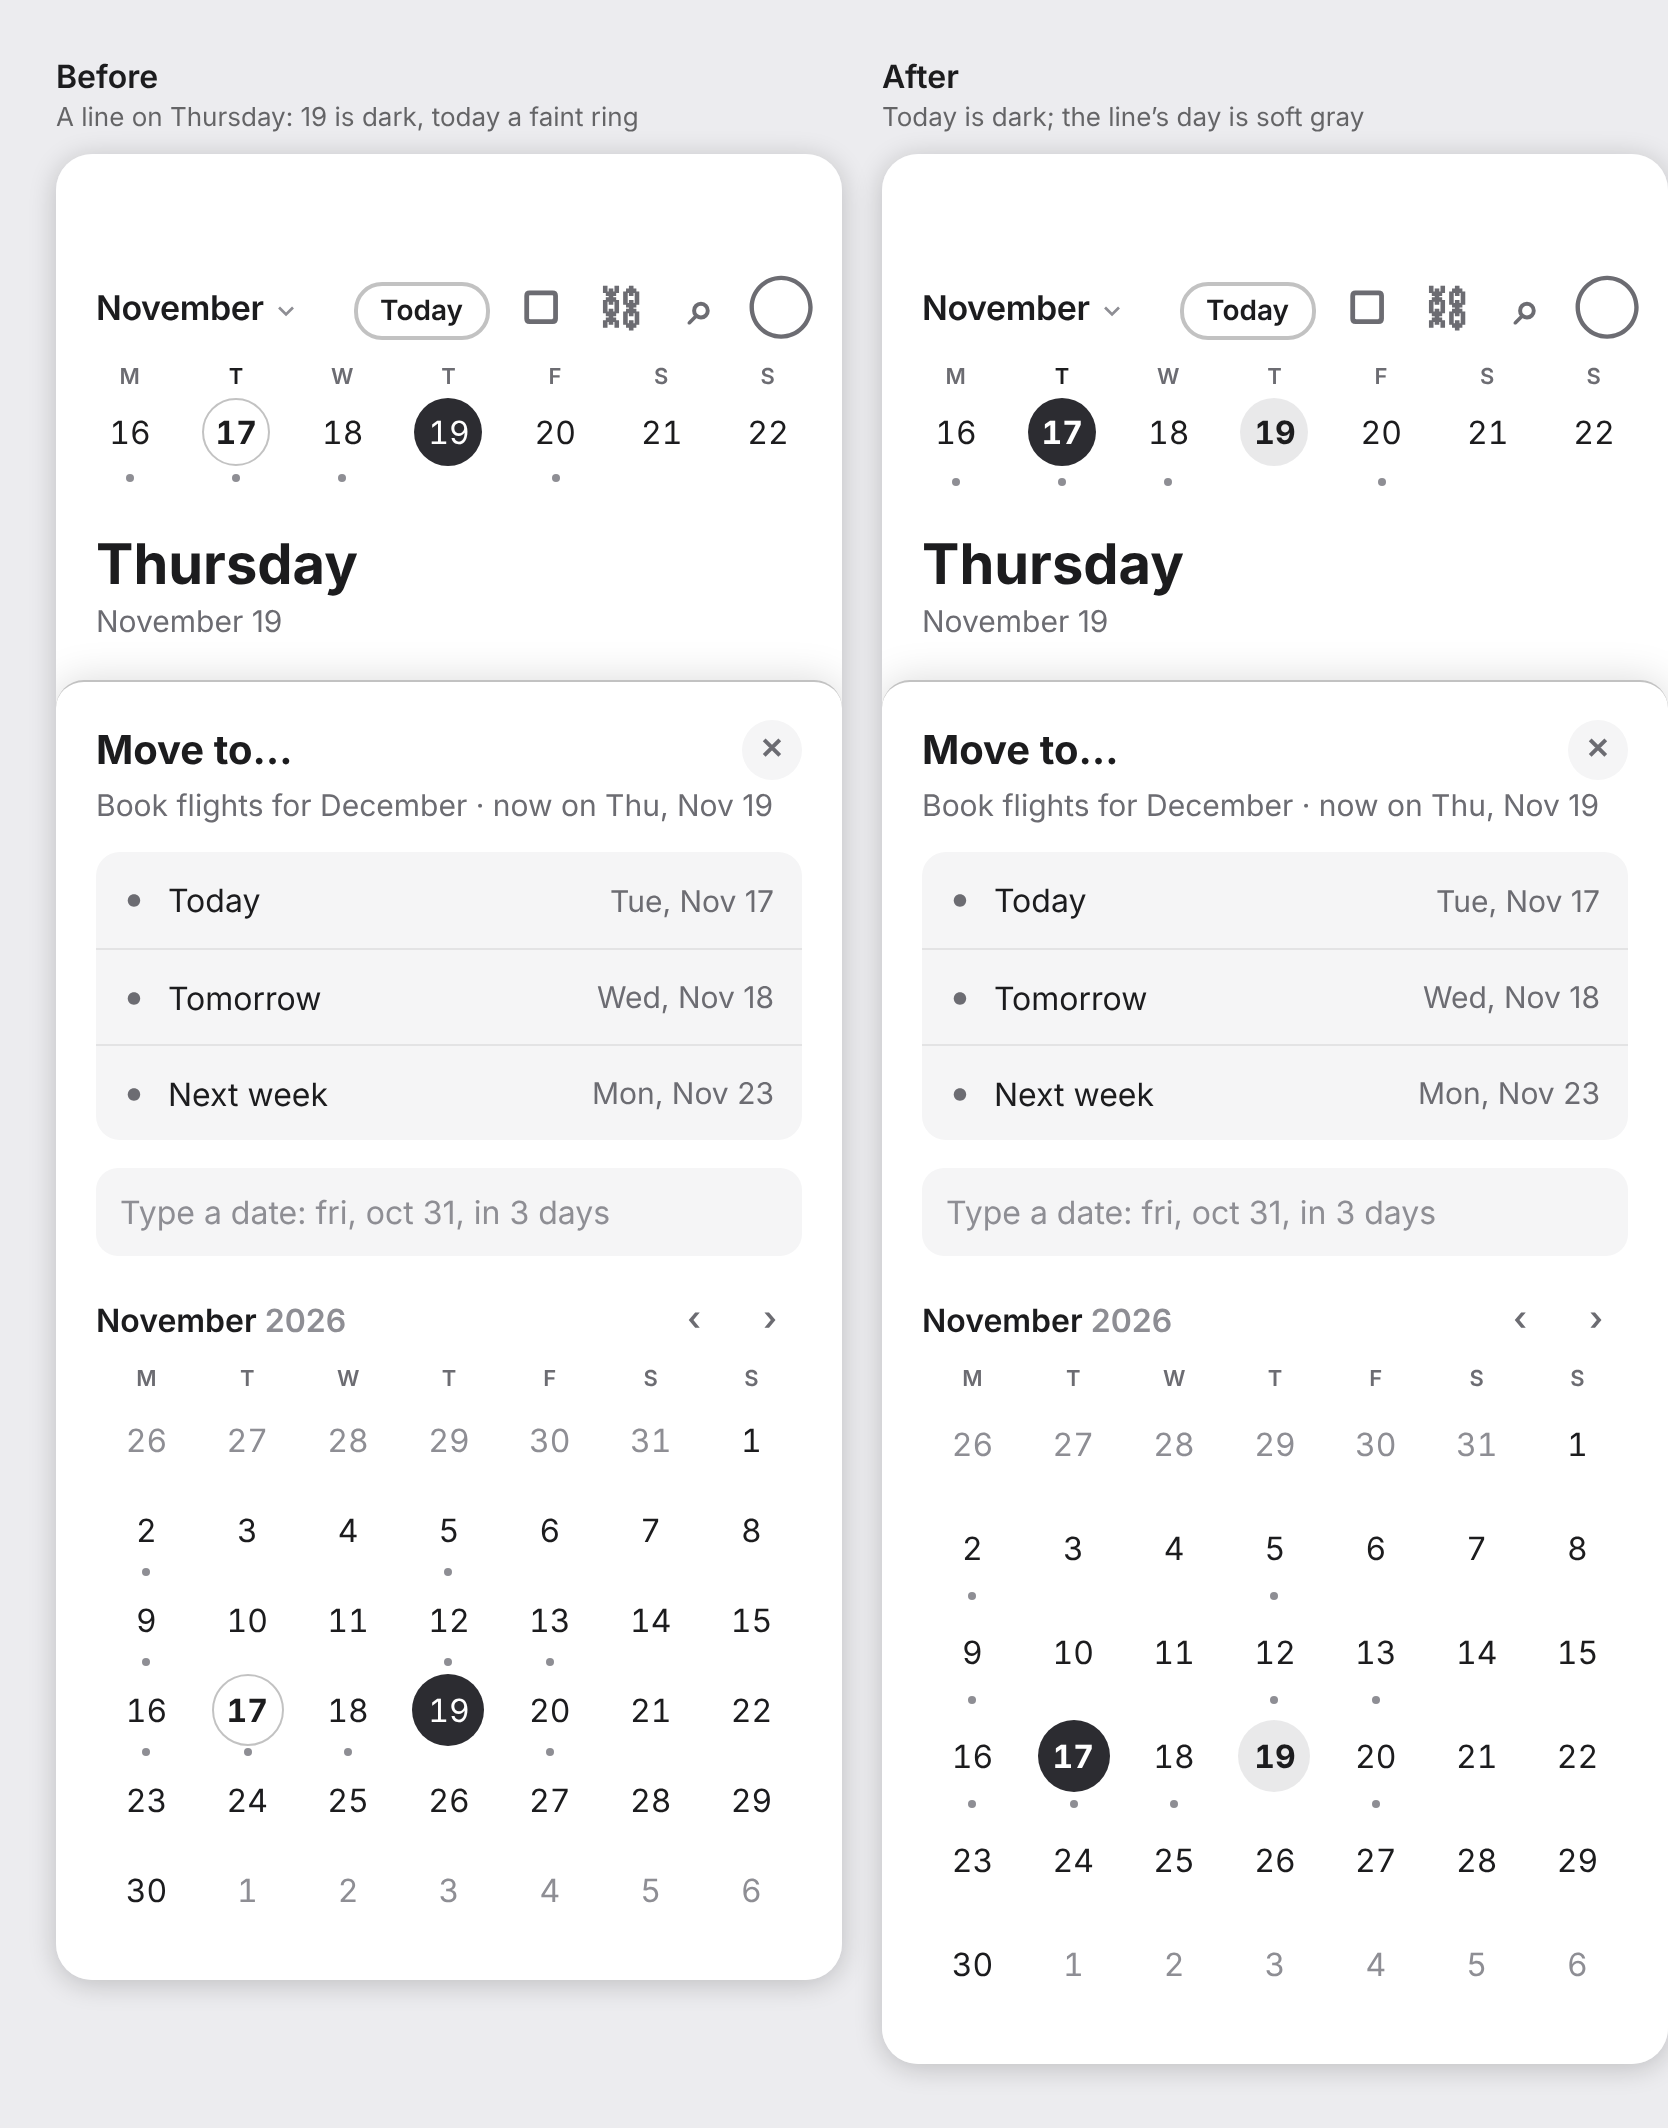 Before
A line on Thursday: 19 is dark, today a faint ring
November Today
M T W T F S S
16 17 18 19 20 21 22
Thursday
November 19
Move to...
Book flights for December · now on Thu, Nov 19
Today Tue, Nov 17
Tomorrow Wed, Nov 18
Next week Mon, Nov 23
Type a date: fri, oct 31, in 3 days
November 2026
M T W T F S S
26 27 28 29 30 31 1
2 3 4 5 6 7 8
9 10 11 12 13 14 15
16 17 18 19 20 21 22
23 24 25 26 27 28 29
30 1 2 3 4 5 6
After
Today is dark; the line’s day is soft gray
November Today
M T W T F S S
16 17 18 19 20 21 22
Thursday
November 19
Move to...
Book flights for December · now on Thu, Nov 19
Today Tue, Nov 17
Tomorrow Wed, Nov 18
Next week Mon, Nov 23
Type a date: fri, oct 31, in 3 days
November 2026
M T W T F S S
26 27 28 29 30 31 1
2 3 4 5 6 7 8
9 10 11 12 13 14 15
16 17 18 19 20 21 22
23 24 25 26 27 28 29
30 1 2 3 4 5 6